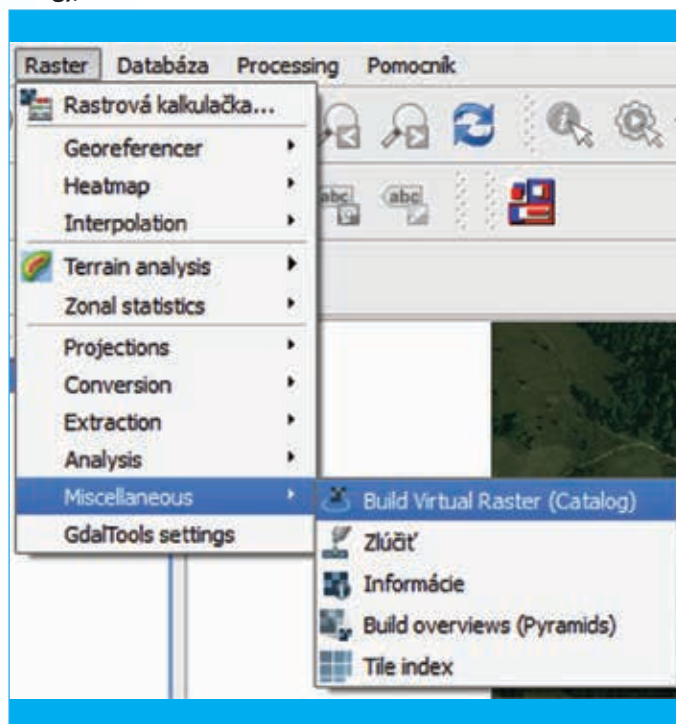 Raster Databáza Processing Pomocník
Rastrová kalkulačka...
Georeferencer
Heatmap
Interpolation
Terrain analysis
Zonal statistics
Projections
Conversion
Extraction
Analysis
Miscellaneous
GdalTools settings
abc abc
Build Virtual Raster (Catalog)
Zlúčiť
Informácie
Build overviews (Pyramids)
Tile index